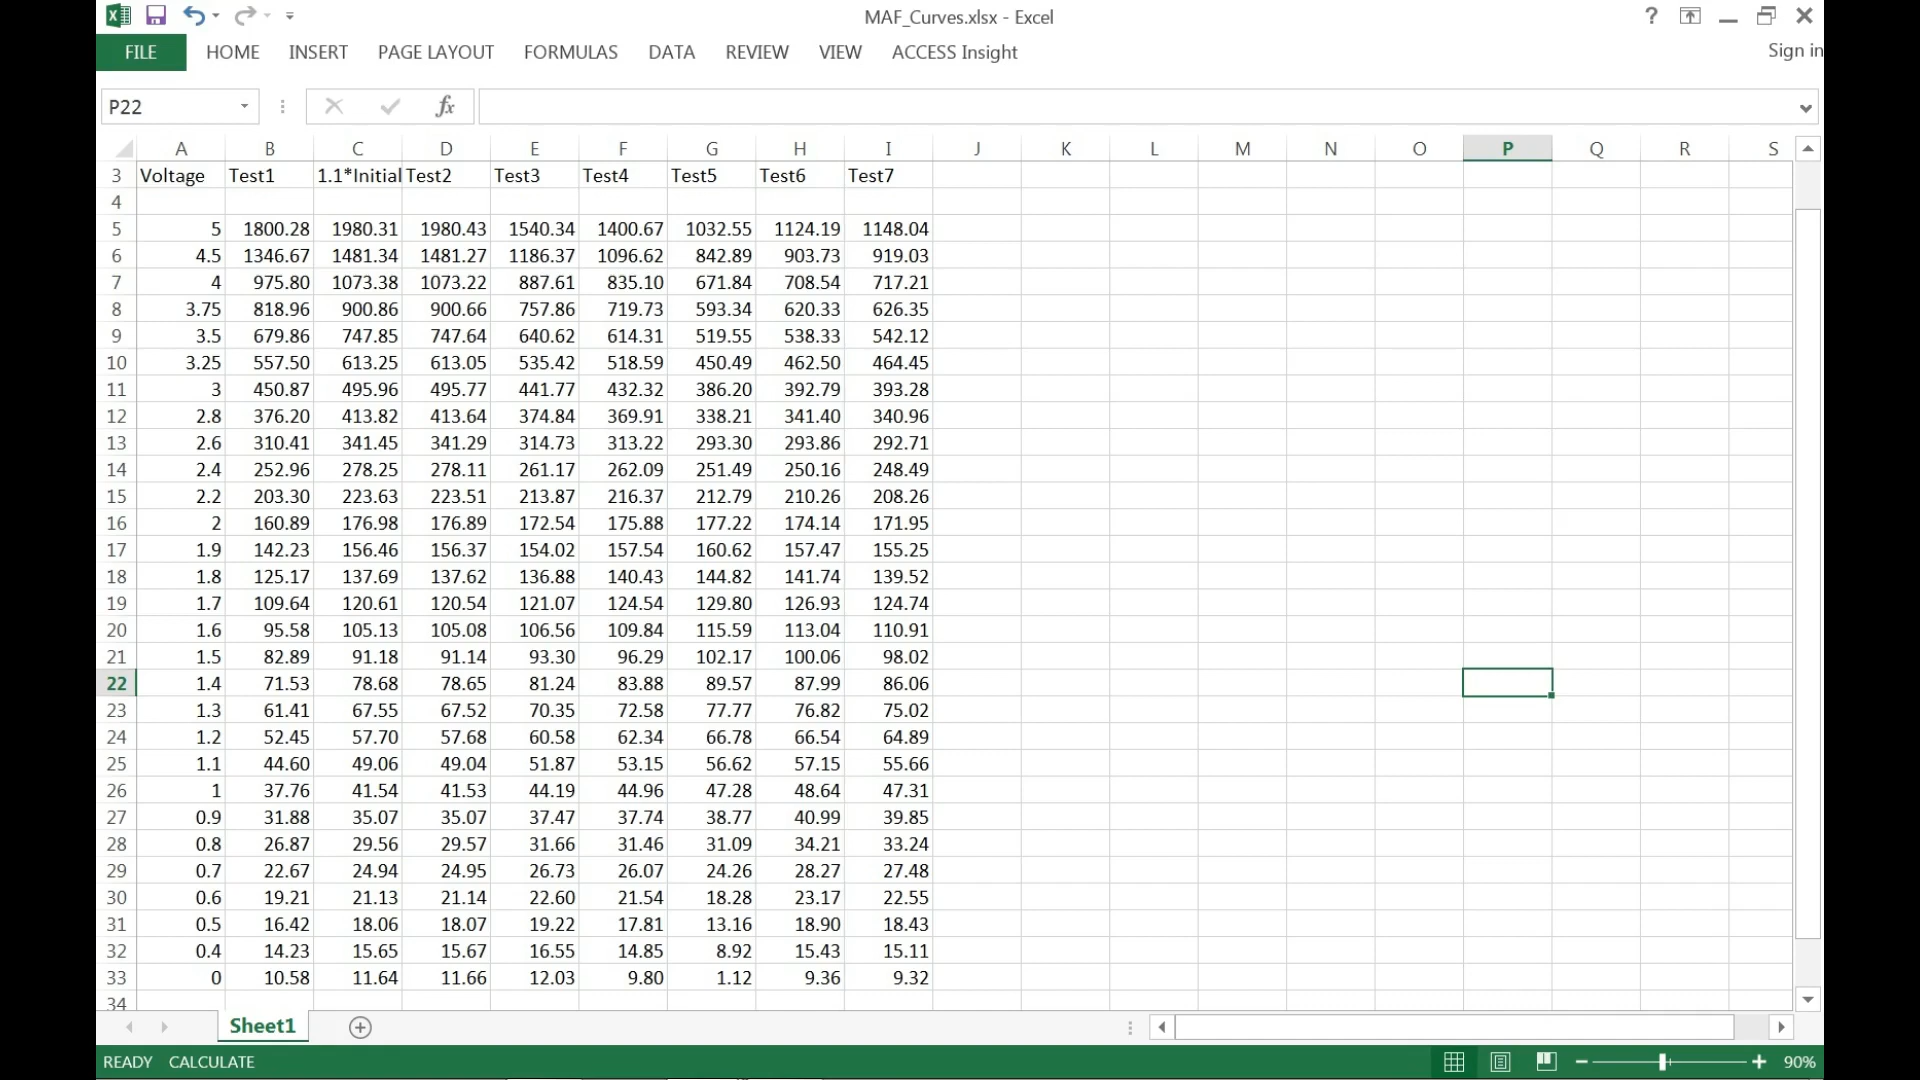 MAF_Curves.xlsx - Excel
?
FILE HOME INSERT PAGE LAYOUT FORMULAS DATA REVIEW VIEW ACCESS Insight Sign in
P22 fx
A B C D E F G H I J K L M N O P Q R S
3 Voltage Test1 1.1*Initial Test2 Test3 Test4 Test5 Test6 Test7
4
5 5 1800.28 1980.31 1980.43 1540.34 1400.67 1032.55 1124.19 1148.04
6 4.5 1346.67 1481.34 1481.27 1186.37 1096.62 842.89 903.73 919.03
7 4 975.80 1073.38 1073.22 887.61 835.10 671.84 708.54 717.21
8 3.75 818.96 900.86 900.66 757.86 719.73 593.34 620.33 626.35
9 3.5 679.86 747.85 747.64 640.62 614.31 519.55 538.33 542.12
10 3.25 557.50 613.25 613.05 535.42 518.59 450.49 462.50 464.45
11 3 450.87 495.96 495.77 441.77 432.32 386.20 392.79 393.28
12 2.8 376.20 413.82 413.64 374.84 369.91 338.21 341.40 340.96
13 2.6 310.41 341.45 341.29 314.73 313.22 293.30 293.86 292.71
14 2.4 252.96 278.25 278.11 261.17 262.09 251.49 250.16 248.49
15 2.2 203.30 223.63 223.51 213.87 216.37 212.79 210.26 208.26
16 2 160.89 176.98 176.89 172.54 175.88 177.22 174.14 171.95
17 1.9 142.23 156.46 156.37 154.02 157.54 160.62 157.47 155.25
18 1.8 125.17 137.69 137.62 136.88 140.43 144.82 141.74 139.52
19 1.7 109.64 120.61 120.54 121.07 124.54 129.80 126.93 124.74
20 1.6 95.58 105.13 105.08 106.56 109.84 115.59 113.04 110.91
21 1.5 82.89 91.18 91.14 93.30 96.29 102.17 100.06 98.02
22 1.4 71.53 78.68 78.65 81.24 83.88 89.57 87.99 86.06
23 1.3 61.41 67.55 67.52 70.35 72.58 77.77 76.82 75.02
24 1.2 52.45 57.70 57.68 60.58 62.34 66.78 66.54 64.89
25 1.1 44.60 49.06 49.04 51.87 53.15 56.62 57.15 55.66
26 1 37.76 41.54 41.53 44.19 44.96 47.28 48.64 47.31
27 0.9 31.88 35.07 35.07 37.47 37.74 38.77 40.99 39.85
28 0.8 26.87 29.56 29.57 31.66 31.46 31.09 34.21 33.24
29 0.7 22.67 24.94 24.95 26.73 26.07 24.26 28.27 27.48
30 0.6 19.21 21.13 21.14 22.60 21.54 18.28 23.17 22.55
31 0.5 16.42 18.06 18.07 19.22 17.81 13.16 18.90 18.43
32 0.4 14.23 15.65 15.67 16.55 14.85 8.92 15.43 15.11
33 0 10.58 11.64 11.66 12.03 9.80 1.12 9.36 9.32
34
Sheet1
READY CALCULATE 90%